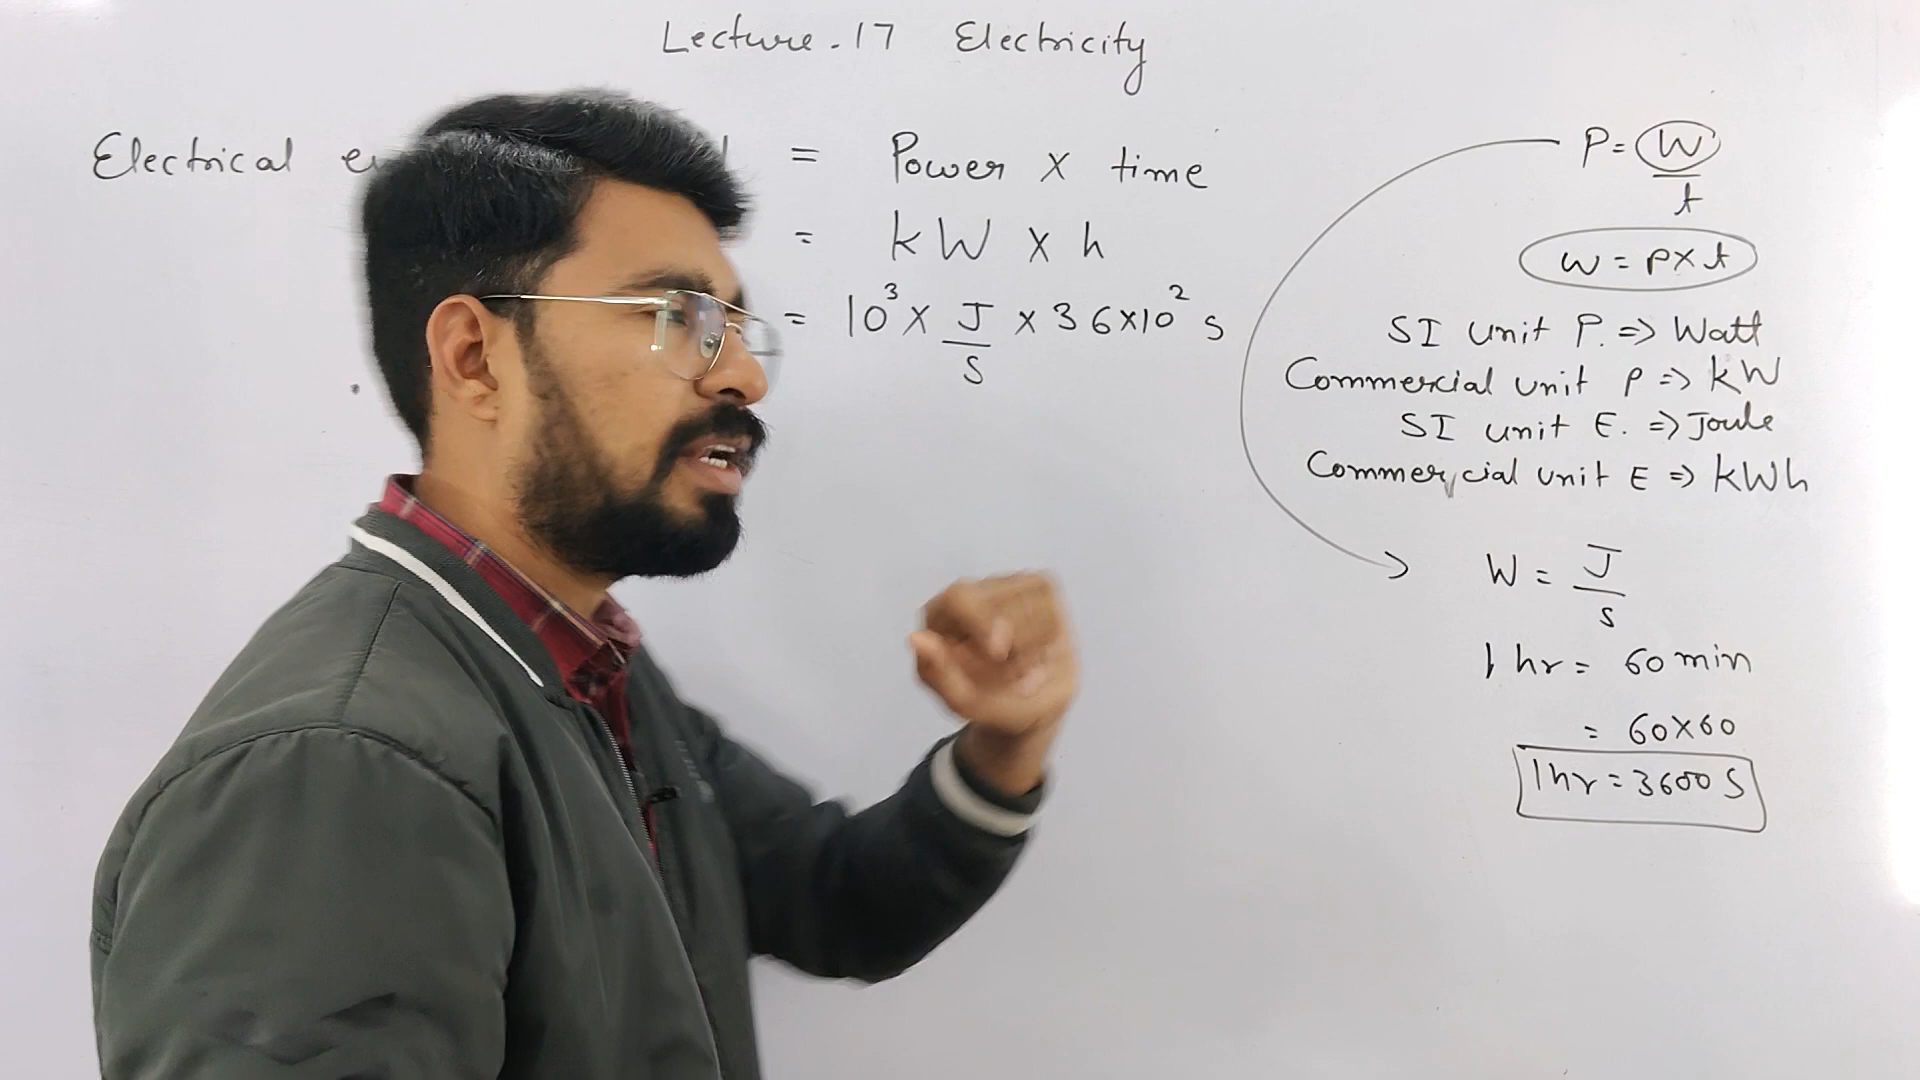 Lecture.17 Electricity
Electrical = Power X time
= kW X h
= 10³ X J/s X 36X10² s
P = W/t
W = PXt
SI unit P. => Watt
Commercial unit P => kW
SI unit E. => Joule
Commercial unit E => kWh
W = J/s
1 hr = 60 min
= 60X60
1hr = 3600 S